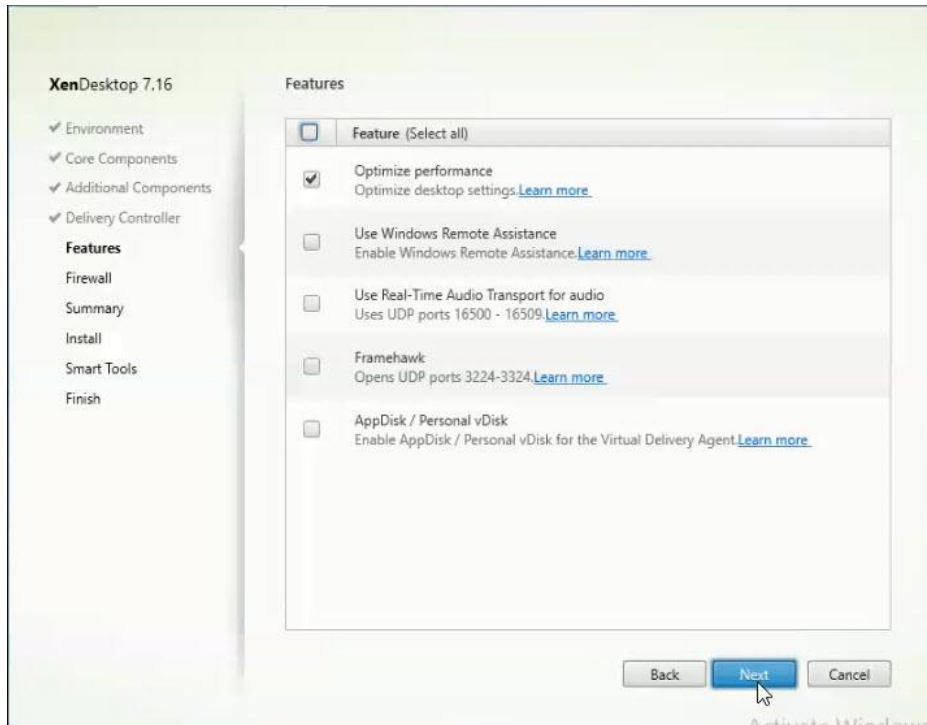 XenDesktop 7.16
Environment
Core Components
Additional Components
Delivery Controller
Features
Firewall
Summary
Install
Smart Tools
Finish
Features
Feature (Select all)
Optimize performance
Optimize desktop settings.Learn more
Use Windows Remote Assistance
Enable Windows Remote Assistance.Learn more
Use Real-Time Audio Transport for audio
Uses UDP ports 16500 - 16509.Learn more
Framehawk
Opens UDP ports 3224-3324.Learn more
AppDisk / Personal vDisk
Enable AppDisk / Personal vDisk for the Virtual Delivery Agent.Learn more
Back Next Cancel
Activate Window